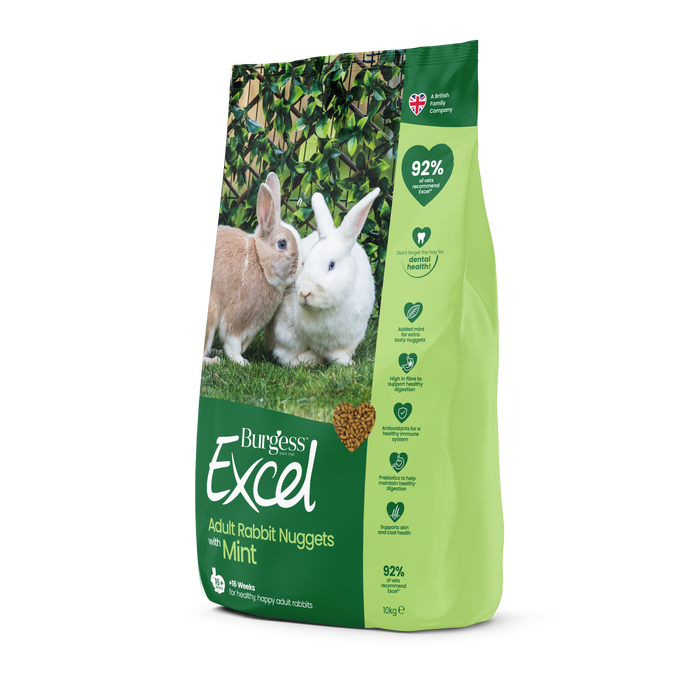 A British
Family
Company
92%
of vets
recommend
Excel*
Don't forget the hay for
dental
health!
Added mint
for extra
tasty nuggets
High in fibre to
support healthy
digestion
Antioxidants for a
healthy immune
system
Prebiotics to help
maintain healthy
digestion
Supports skin
and coat health
92%
of vets
recommend
Excel*
10kg e
Burgess™
Excel
Adult Rabbit Nuggets
with Mint
16+
+16 Weeks
for healthy, happy adult rabbits